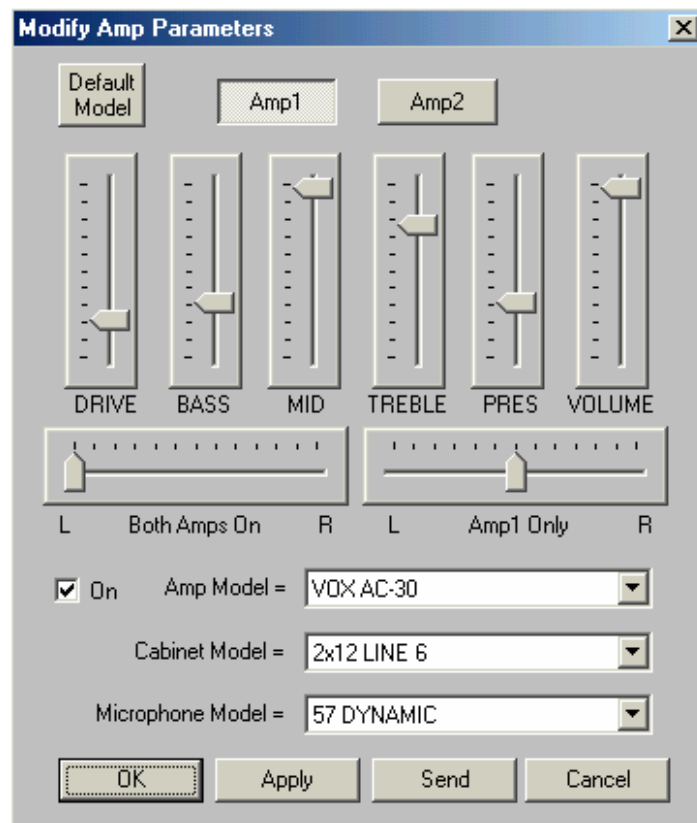 Modify Amp Parameters
Default
Model
Amp1
Amp2
DRIVE BASS MID TREBLE PRES VOLUME
L Both Amps On R
L Amp1 Only R
On
Amp Model = VOX AC-30
Cabinet Model = 2x12 LINE 6
Microphone Model = 57 DYNAMIC
OK Apply Send Cancel